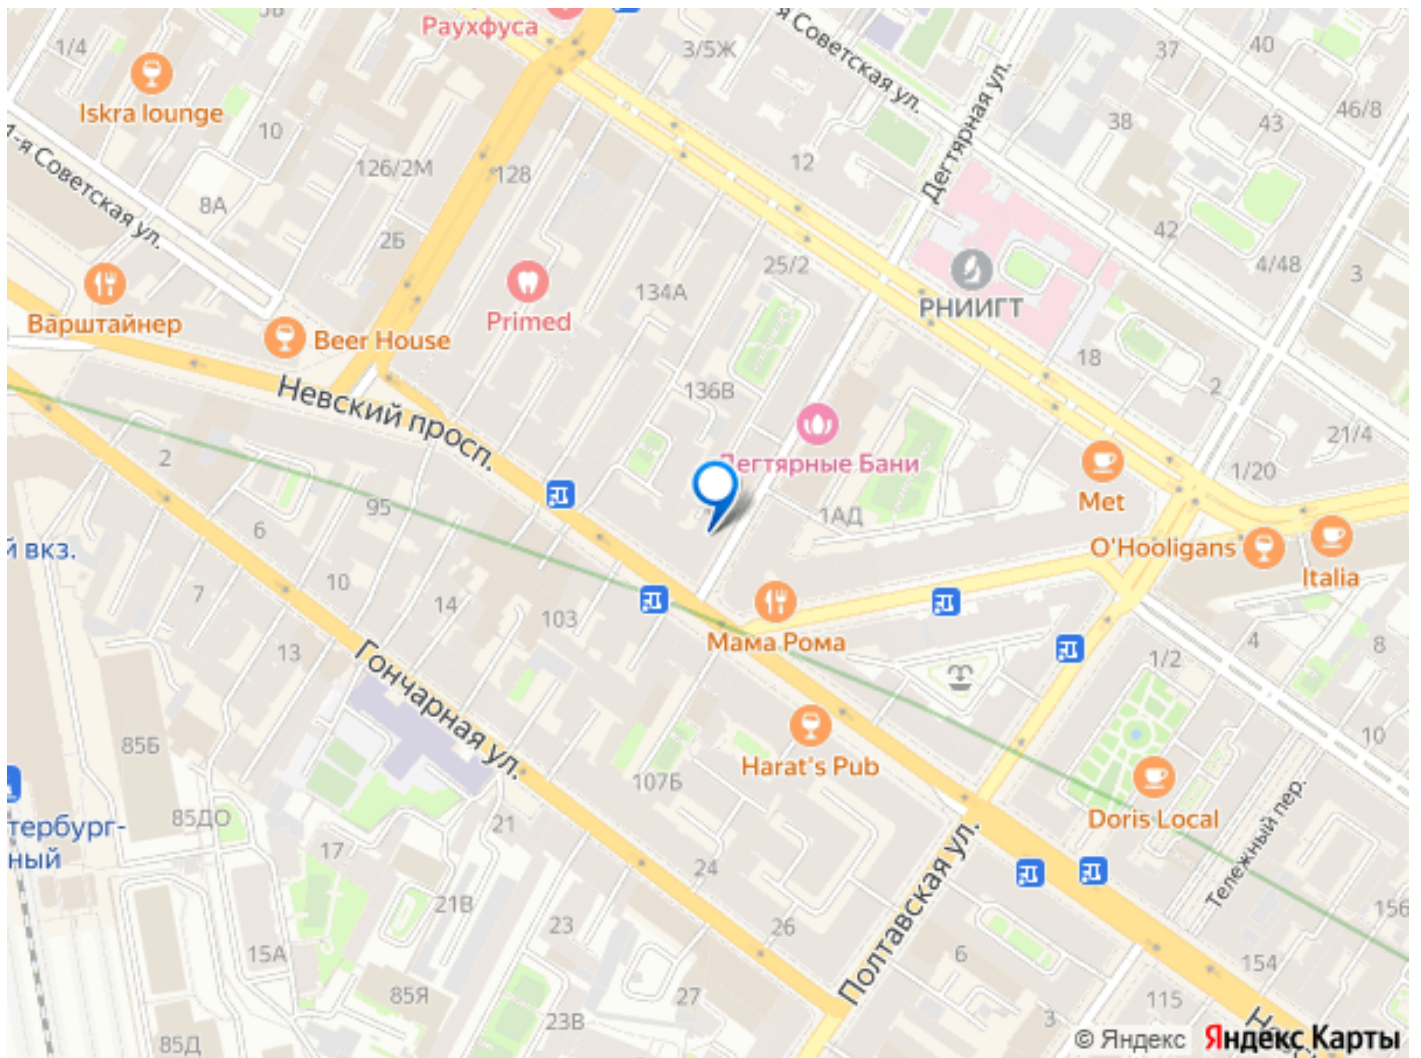 Раухфуса
3/5Ж
я Советская ул.
37
40
1/4
Iskra lounge
10
46/8
38
43
Дегтярная ул.
126/2М
128
12
1-я Советская ул.
8А
2Б
42
25/2
4/48
3
134А
Primed
РНИИГТ
Варштайнер
Beer House
18
2
136В
Невский просп.
21/4
2
Дегтярные Бани
1/20
Met
95
1АД
6
й вкз.
O'Hooligans
Italia
10
7
14
103
Мама Рома
4
8
13
1/2
Гончарная ул.
85Б
Harat's Pub
10
107Б
Doris Local
тербург-
ный
85ДО
21
17
Полтавская ул.
Тележный пер.
24
21В
23
26
156
15А
6
154
85Я
27
115
23В
3
85Д
© Яндекс Яндекс Карты